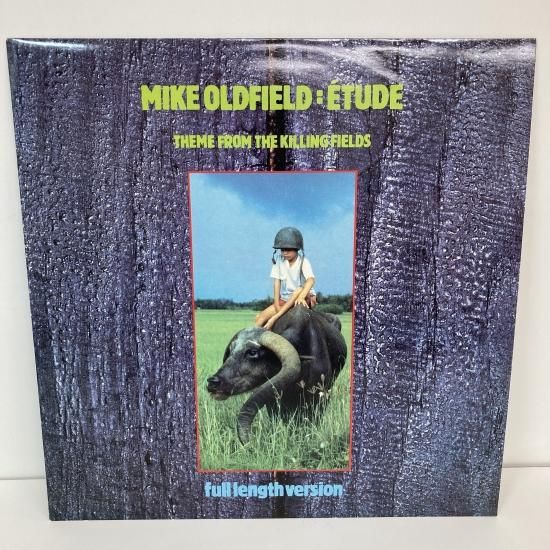 MIKE OLDFIELD: ÉTUDE
THEME FROM THE KILLING FIELDS
full length version